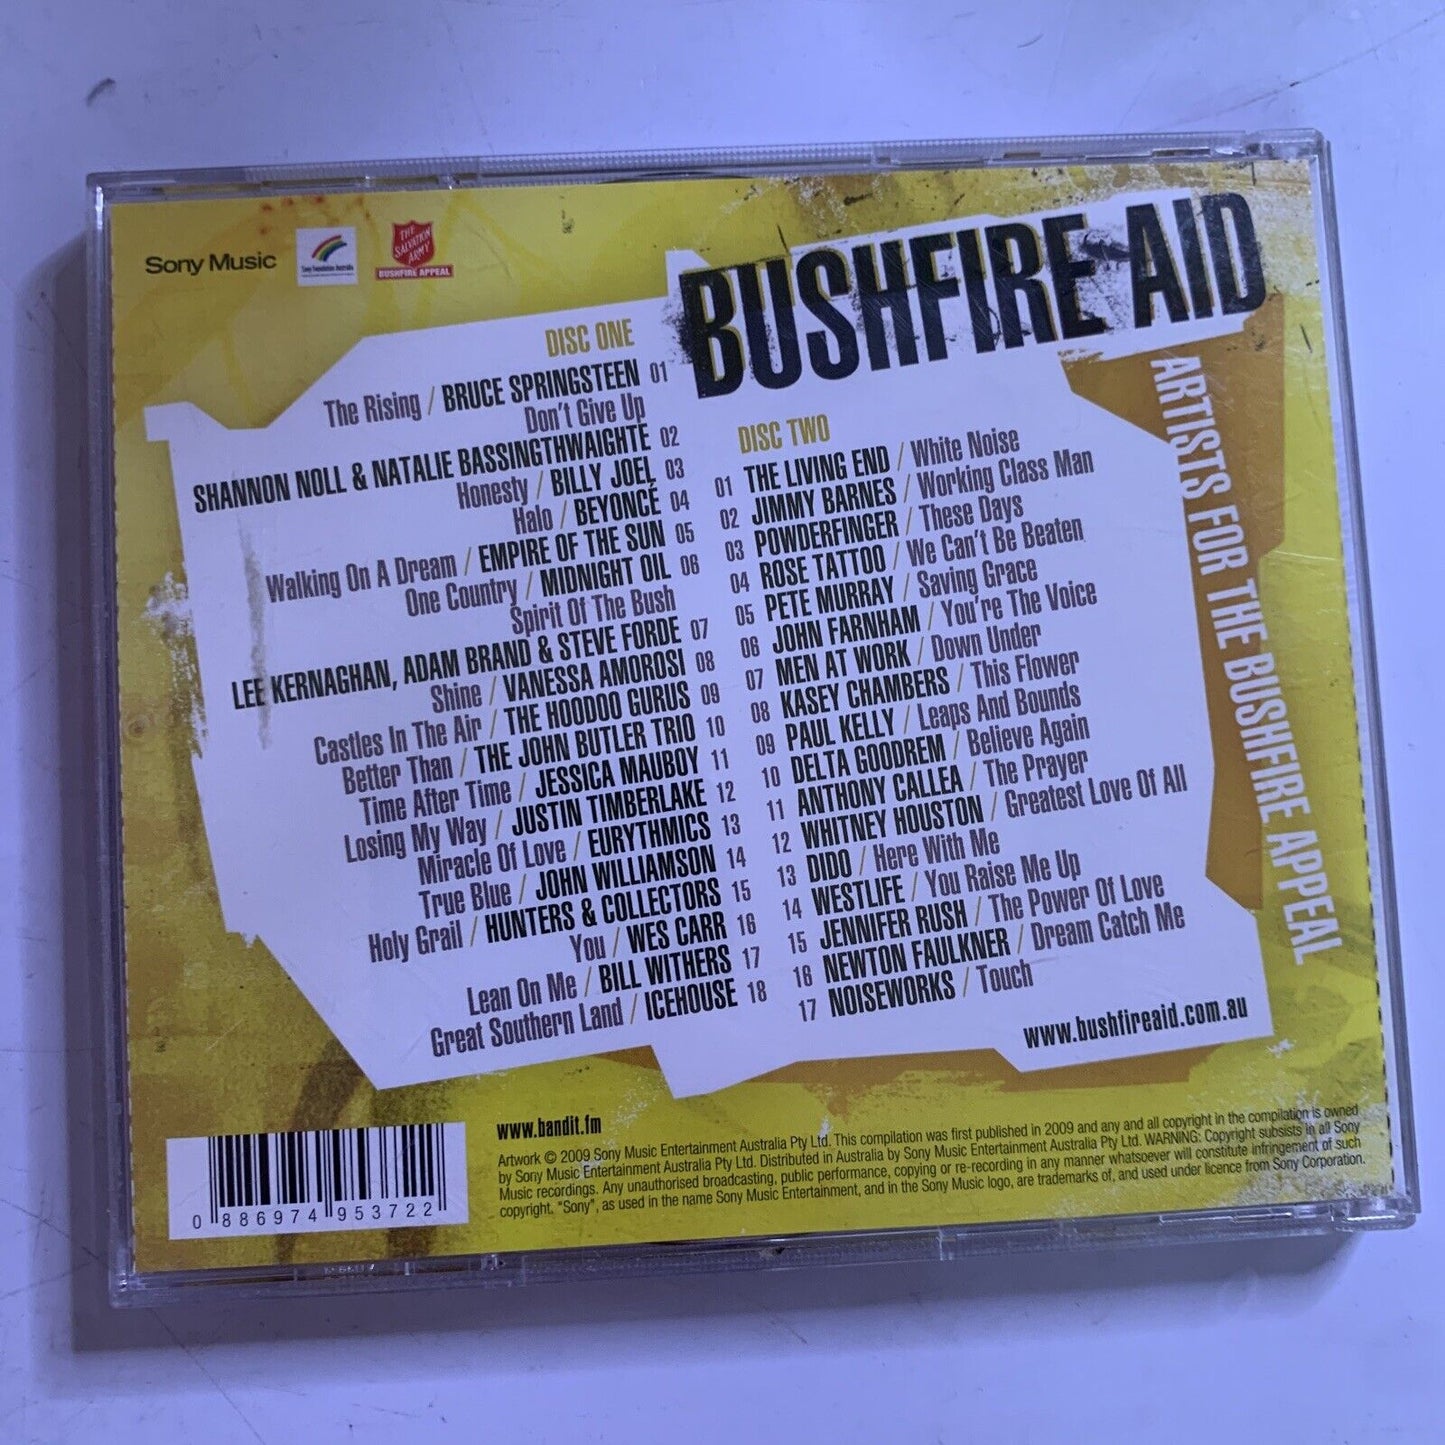 Sony Music
Sony Foundation Australia
THE
SALVATION
ARMY
BUSHFIRE APPEAL
BUSHFIRE AID
ARTISTS FOR THE BUSHFIRE APPEAL
DISC ONE
The Rising / BRUCE SPRINGSTEEN 01
Don't Give Up
SHANNON NOLL & NATALIE BASSINGTHWAIGHTE 02
Honesty / BILLY JOEL 03
Halo / BEYONCÉ 04
Walking On A Dream / EMPIRE OF THE SUN 05
One Country / MIDNIGHT OIL 06
Spirit Of The Bush
LEE KERNAGHAN, ADAM BRAND & STEVE FORDE 07
Shine / VANESSA AMOROSI 08
Castles In The Air / THE HOODOO GURUS 09
Better Than / THE JOHN BUTLER TRIO 10
Time After Time / JESSICA MAUBOY 11
Losing My Way / JUSTIN TIMBERLAKE 12
Miracle Of Love / EURYTHMICS 13
True Blue / JOHN WILLIAMSON 14
Holy Grail / HUNTERS & COLLECTORS 15
You / WES CARR 16
Lean On Me / BILL WITHERS 17
Great Southern Land / ICEHOUSE 18
DISC TWO
01 THE LIVING END / White Noise
02 JIMMY BARNES / Working Class Man
03 POWDERFINGER / These Days
04 ROSE TATTOO / We Can't Be Beaten
05 PETE MURRAY / Saving Grace
06 JOHN FARNHAM / You're The Voice
07 MEN AT WORK / Down Under
08 KASEY CHAMBERS / This Flower
09 PAUL KELLY / Leaps And Bounds
10 DELTA GOODREM / Believe Again
11 ANTHONY CALLEA / The Prayer
12 WHITNEY HOUSTON / Greatest Love Of All
13 DIDO / Here With Me
14 WESTLIFE / You Raise Me Up
15 JENNIFER RUSH / The Power Of Love
16 NEWTON FAULKNER / Dream Catch Me
17 NOISEWORKS / Touch
www.bushfireaid.com.au
www.bandit.fm
Artwork © 2009 Sony Music Entertainment Australia Pty Ltd. This compilation was first published in 2009 and any and all copyright in the compilation is owned
by Sony Music Entertainment Australia Pty Ltd. Distributed in Australia by Sony Music Entertainment Australia Pty Ltd. WARNING: Copyright subsists in all Sony
Music recordings. Any unauthorised broadcasting, public performance, copying or re-recording in any manner whatsoever will constitute infringement of such
copyright. "Sony", as used in the name Sony Music Entertainment, and in the Sony Music logo, are trademarks of, and used under licence from Sony Corporation.
0 886974 953722